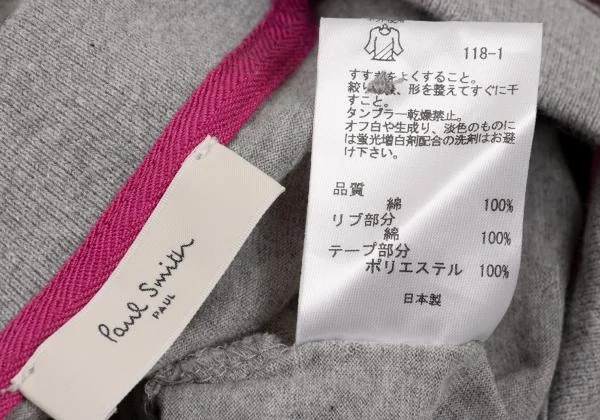 Paul Smith
PAUL
118-1
すすぎをよくすること。
絞り、形を整えてすぐに干
すこと。
タンブラー乾燥禁止。
オフ白や生成り、淡色のものに
は蛍光増白剤配合の洗剤はお避
け下さい。
品質
綿 100%
リブ部分
綿 100%
テープ部分
ポリエステル 100%
日本製